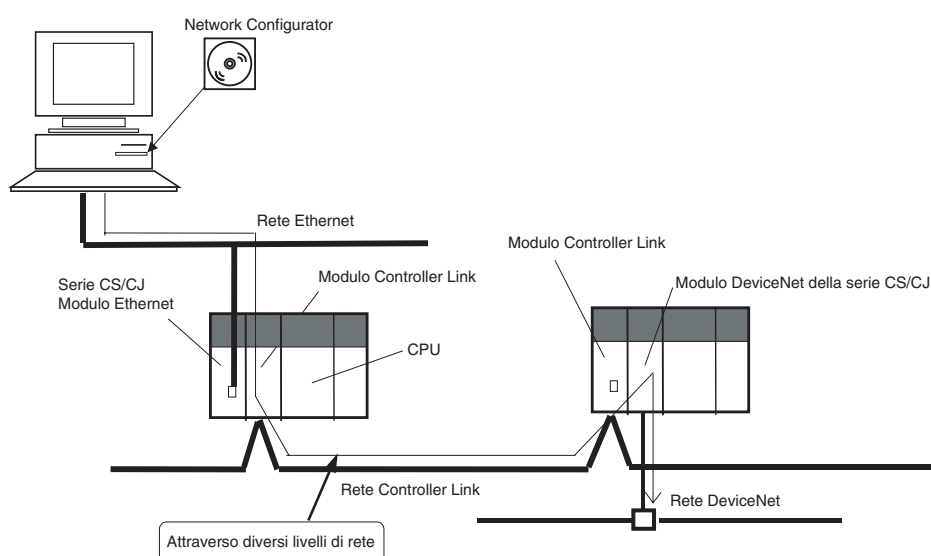 Network Configurator
Rete Ethernet
Modulo Controller Link
Serie CS/CJ
Modulo Ethernet
Modulo Controller Link
Modulo DeviceNet della serie CS/CJ
CPU
Rete Controller Link
Rete DeviceNet
Attraverso diversi livelli di rete